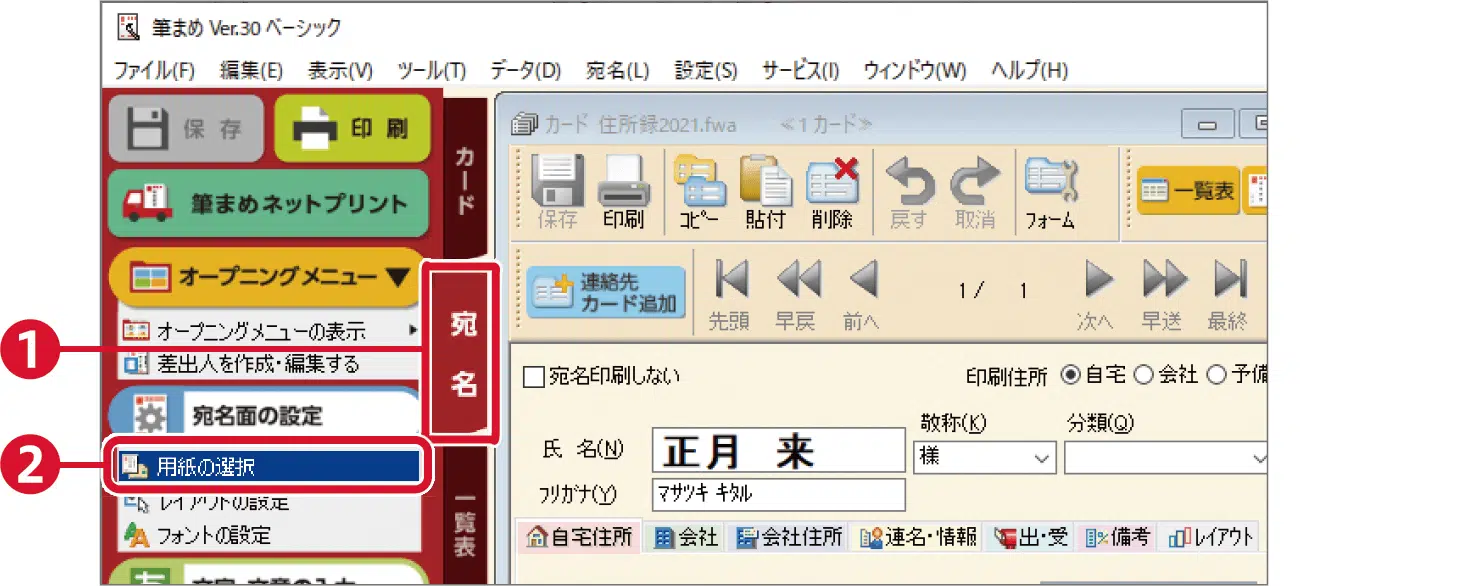 筆まめ Ver.30 ベーシック
ファイル(F) 編集(E) 表示(V) ツール(T) データ(D) 宛名(L) 設定(S) サービス(I) ウィンドウ(W) ヘルプ(H)
保存 印刷
筆まめネットプリント
オープニングメニュー▼
オープニングメニューの表示
差出人を作成・編集する
宛名面の設定
用紙の選択
レイアウトの設定
フォントの設定
文字・文章の入力
カード
宛名
一覧表
1
2
カード 住所録2021.fwa ≪1 カード≫
保存 印刷 コピー 貼付 削除 戻す 取消 フォーム 一覧表
連絡先
カード追加
先頭 早戻 前へ 1/ 1 次へ 早送 最終
宛名印刷しない 印刷住所 自宅 会社 予備
敬称(K) 分類(Q)
氏 名(N) 正月 来 様
フリガナ(Y) マサツキ キタル
自宅住所 会社 会社住所 連名・情報 出・受 備考 レイアウト